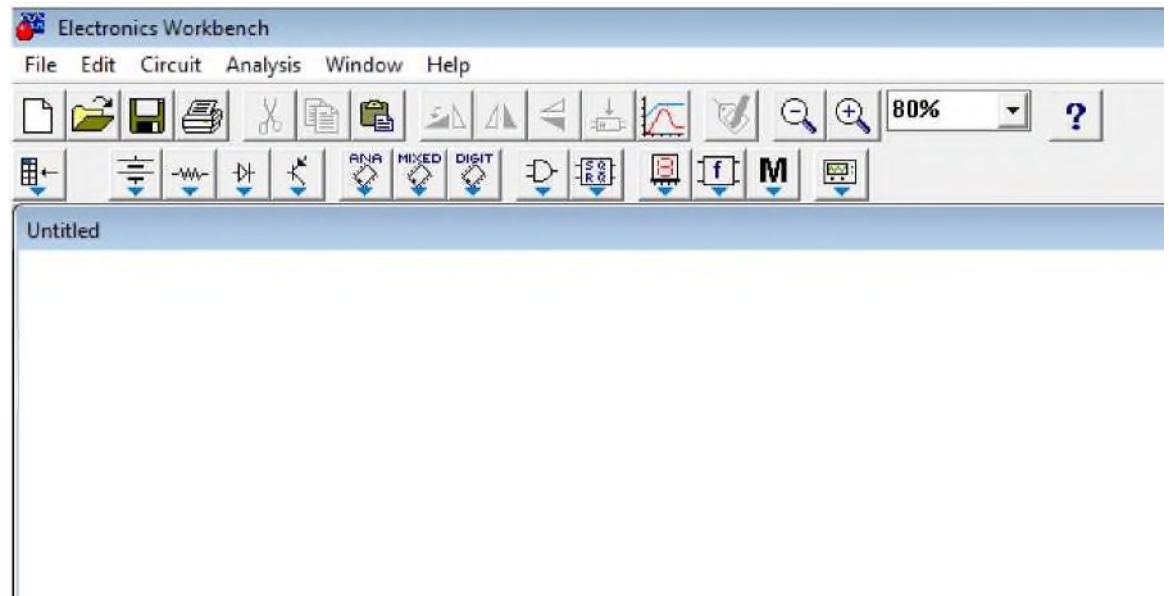 Electronics Workbench
File Edit Circuit Analysis Window Help
80% ?
ANA MIXED DIGIT f M
Untitled